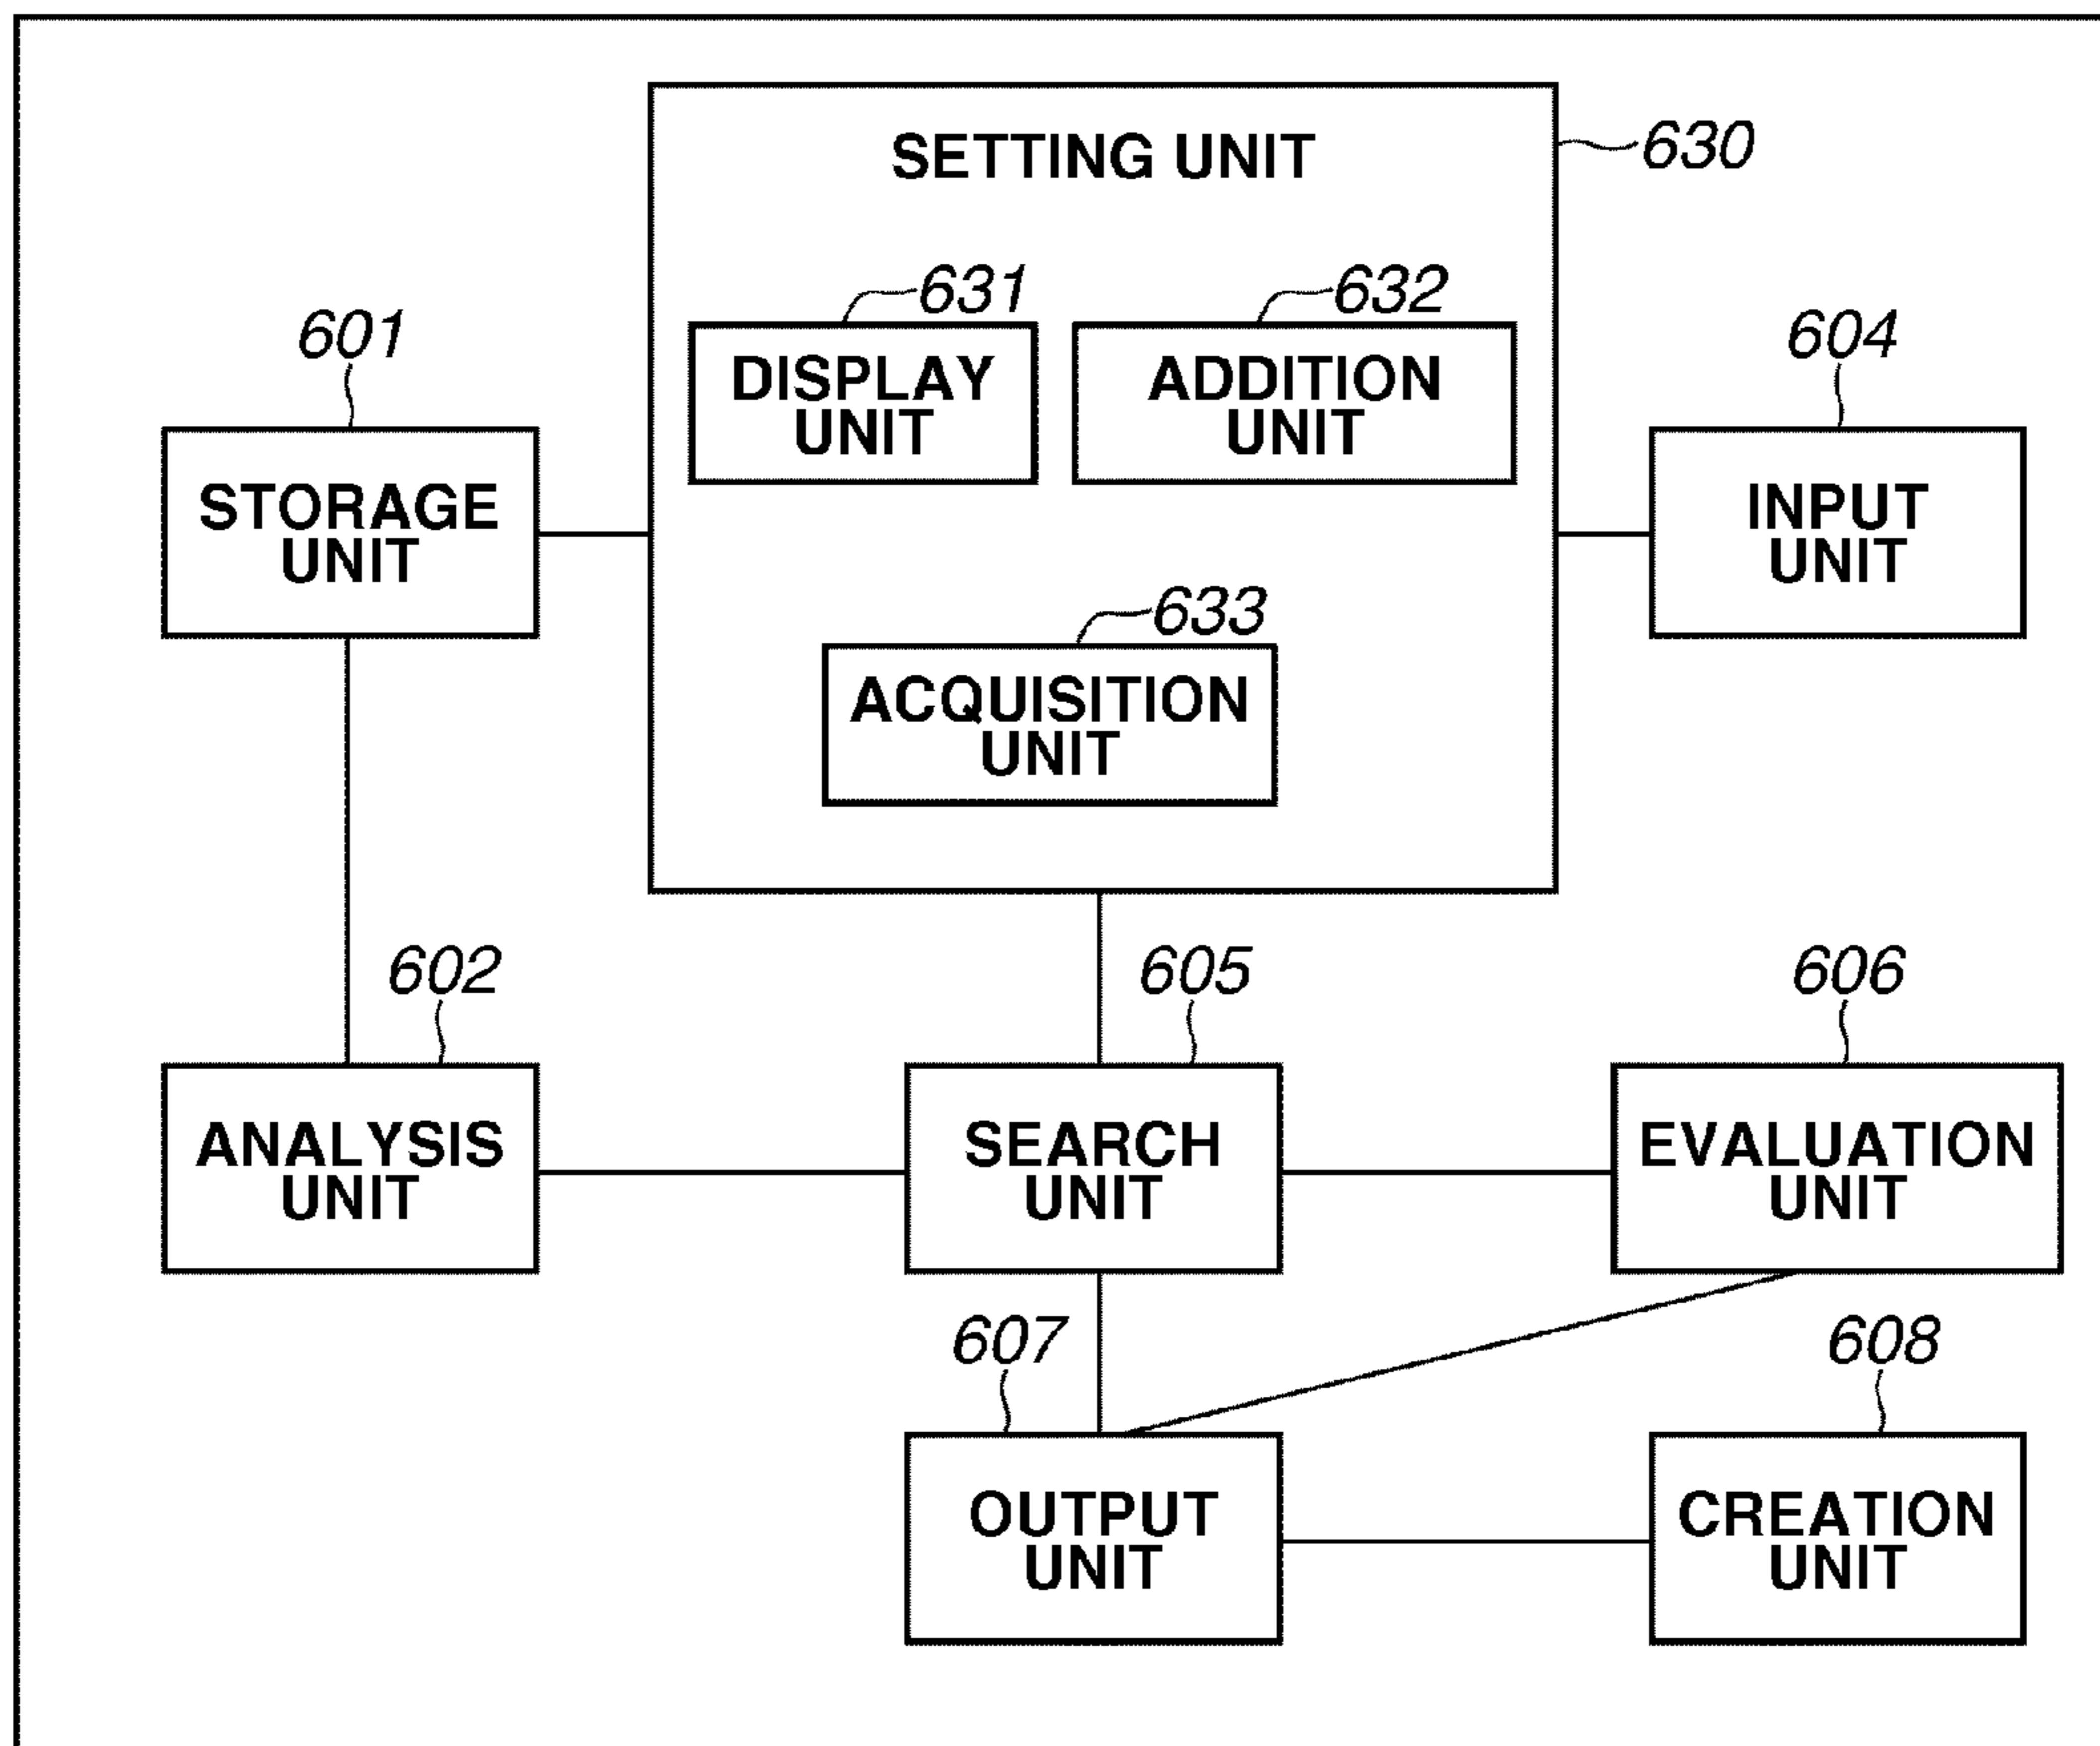 SETTING UNIT
630
631
632
601
604
DISPLAY
UNIT
ADDITION
UNIT
STORAGE
UNIT
INPUT
UNIT
633
ACQUISITION
UNIT
602
605
606
ANALYSIS
UNIT
SEARCH
UNIT
EVALUATION
UNIT
607
608
OUTPUT
UNIT
CREATION
UNIT